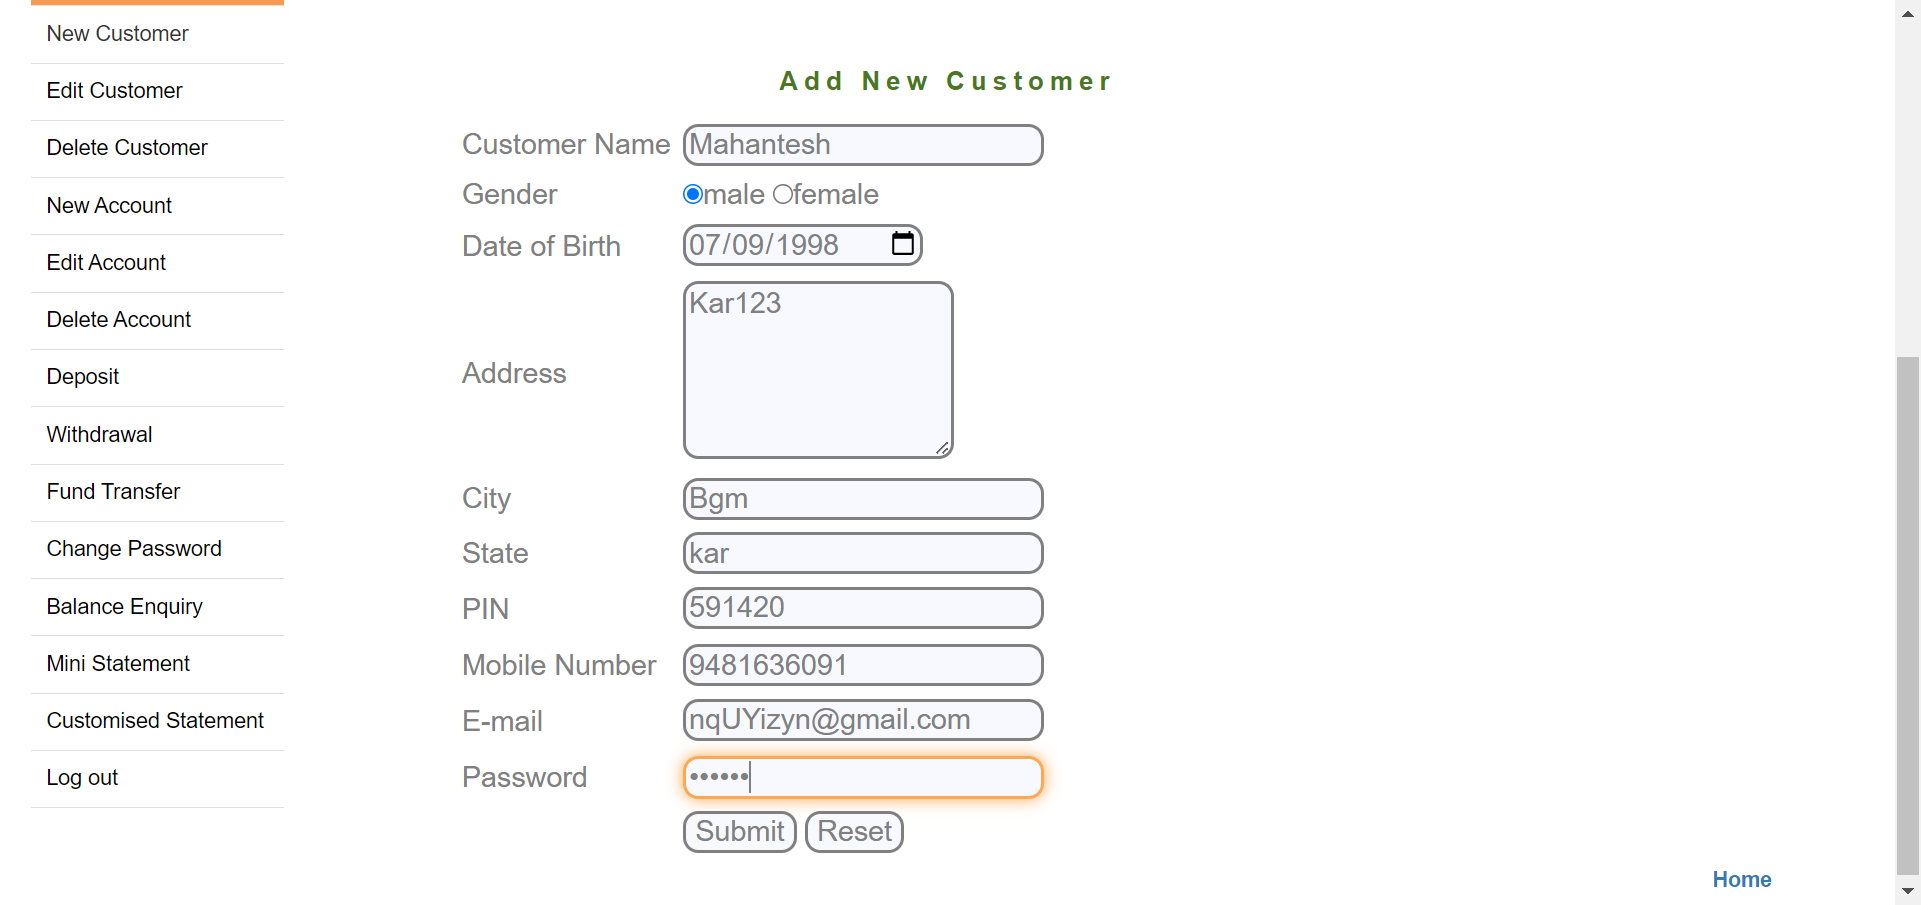 New Customer
Edit Customer
Delete Customer
New Account
Edit Account
Delete Account
Deposit
Withdrawal
Fund Transfer
Change Password
Balance Enquiry
Mini Statement
Customised Statement
Log out
Add New Customer
Customer Name Mahantesh
Gender male female
Date of Birth 07/09/1998
Address Kar123
City Bgm
State kar
PIN 591420
Mobile Number 9481636091
E-mail nqUYizyn@gmail.com
Password ••••••
Submit Reset
Home